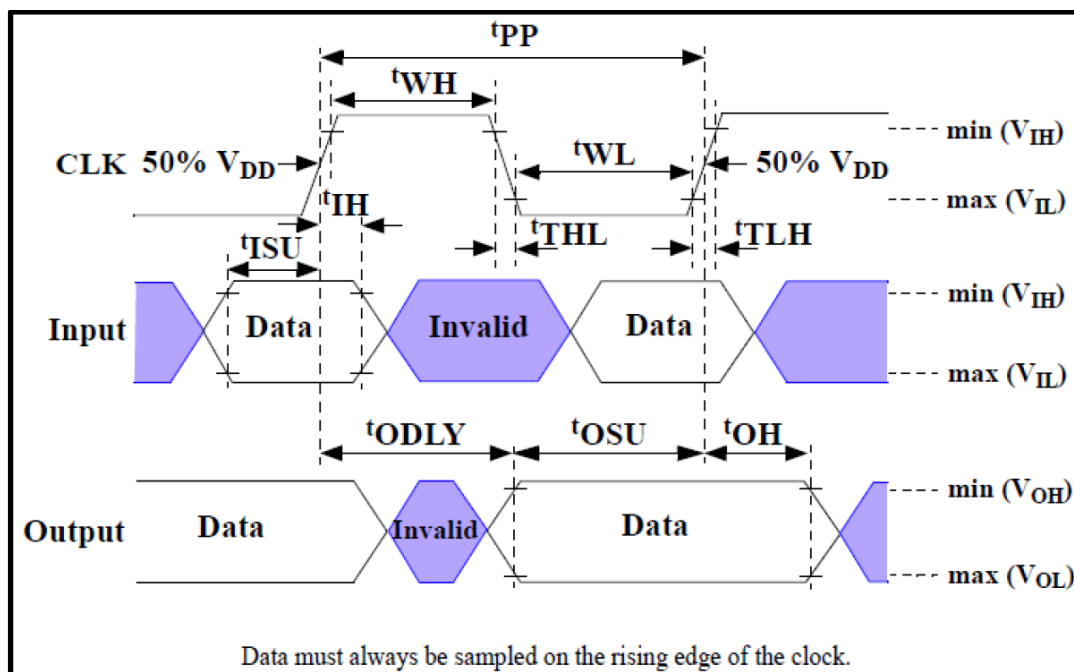 tPP
tWH
min (VIH)
CLK 50% VDD
tWL
50% VDD
max (VIL)
tIH
tTHL
tTLH
tISU
min (VIH)
Input
Data
Invalid
Data
max (VIL)
tODLY
tOSU
tOH
min (VOH)
Output
Data
Invalid
Data
max (VOL)
Data must always be sampled on the rising edge of the clock.